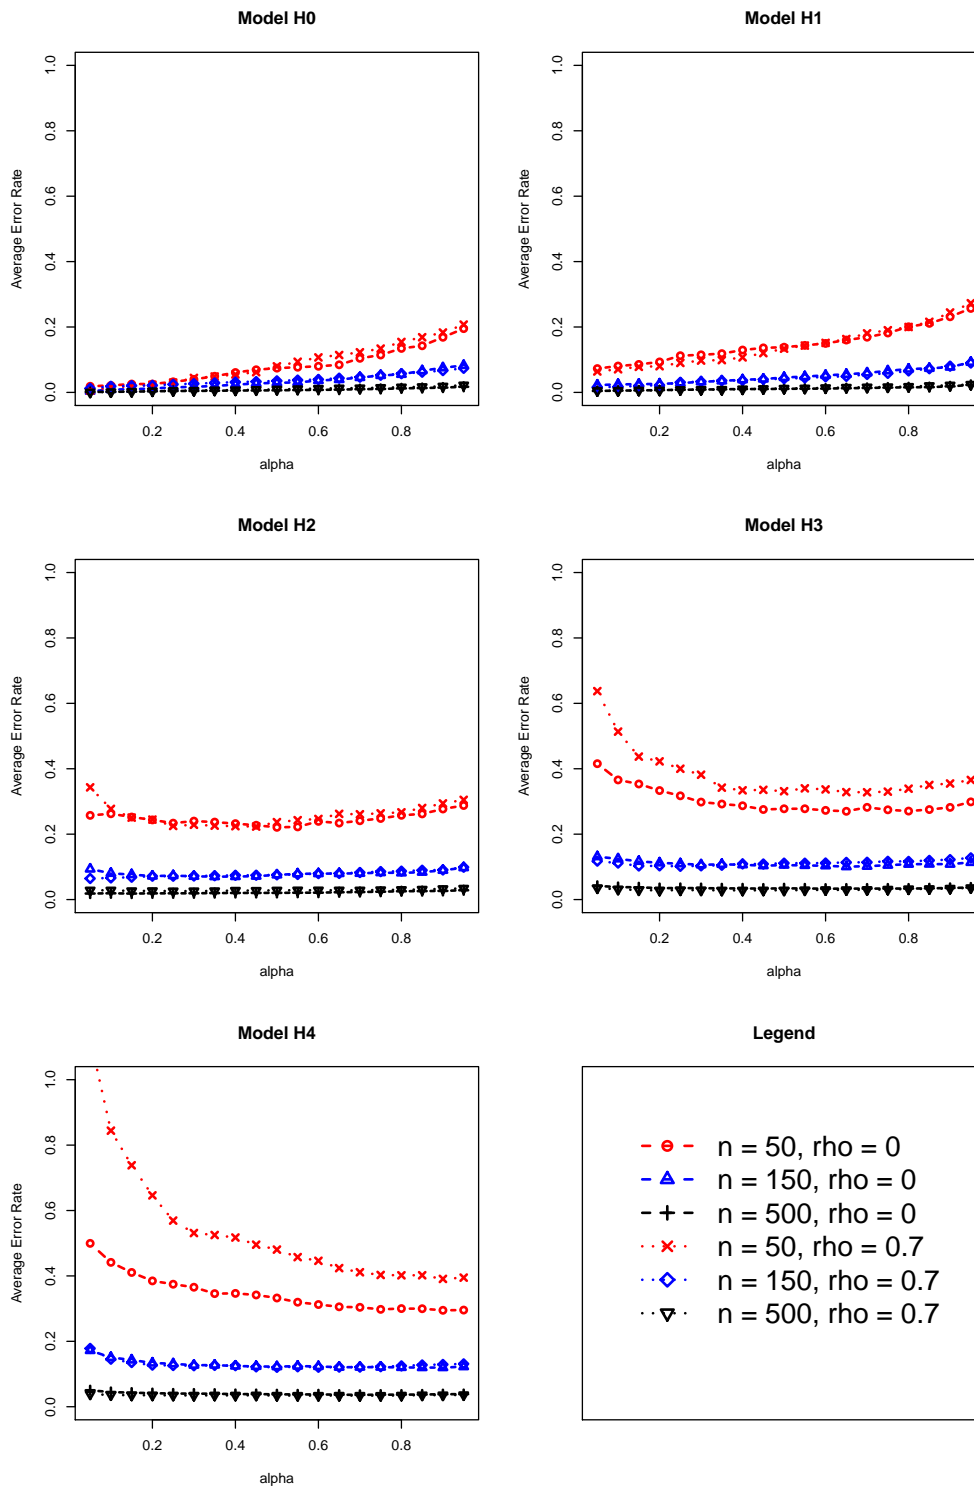 Model H0
Average Error Rate
0.0
0.2
0.4
0.6
0.8
1.0
0.2
0.4
0.6
0.8
alpha
Model H1
Average Error Rate
0.0
0.2
0.4
0.6
0.8
1.0
0.2
0.4
0.6
0.8
alpha
Model H2
Average Error Rate
0.0
0.2
0.4
0.6
0.8
1.0
0.2
0.4
0.6
0.8
alpha
Model H3
Average Error Rate
0.0
0.2
0.4
0.6
0.8
1.0
0.2
0.4
0.6
0.8
alpha
Model H4
Average Error Rate
0.0
0.2
0.4
0.6
0.8
1.0
0.2
0.4
0.6
0.8
alpha
Legend
n = 50, rho = 0
n = 150, rho = 0
n = 500, rho = 0
n = 50, rho = 0.7
n = 150, rho = 0.7
n = 500, rho = 0.7